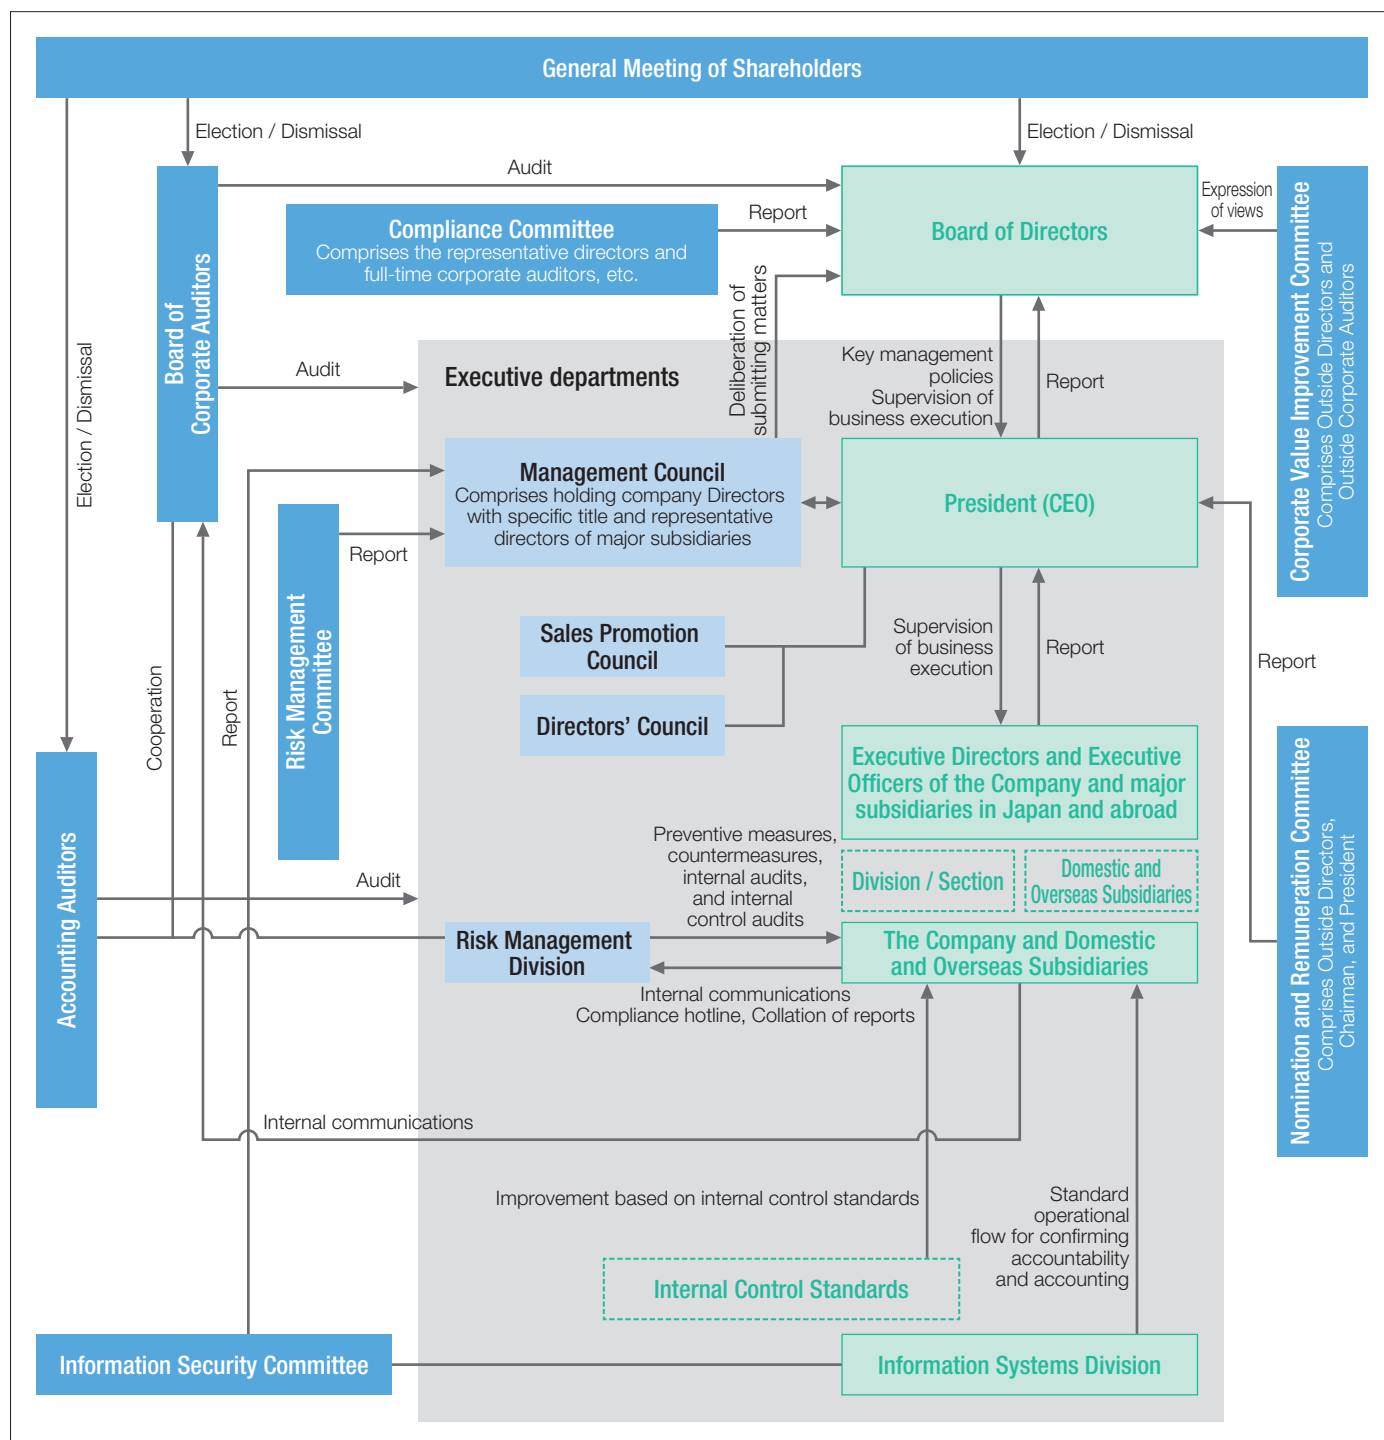 General Meeting of Shareholders
Election / Dismissal
Election / Dismissal
Audit
Board of Directors
Expression
of views
Corporate Value Improvement Committee
Comprises Outside Directors and
Outside Corporate Auditors
Compliance Committee
Comprises the representative directors and
full-time corporate auditors, etc.
Report
Board of
Corporate Auditors
Deliberation of
submitting matters
Election / Dismissal
Audit
Executive departments
Key management
policies
Supervision of
business execution
Report
Management Council
Comprises holding company Directors
with specific title and representative
directors of major subsidiaries
President (CEO)
Report
Risk Management
Committee
Sales Promotion
Council
Directors' Council
Supervision
of business
execution
Report
Report
Cooperation
Report
Executive Directors and Executive
Officers of the Company and major
subsidiaries in Japan and abroad
Nomination and Remuneration Committee
Comprises Outside Directors,
Chairman, and President
Accounting Auditors
Audit
Preventive measures,
countermeasures,
internal audits,
and internal
control audits
Division / Section
Domestic and
Overseas Subsidiaries
Risk Management
Division
The Company and Domestic
and Overseas Subsidiaries
Internal communications
Compliance hotline, Collation of reports
Internal communications
Improvement based on internal control standards
Standard
operational
flow for confirming
accountability
and accounting
Internal Control Standards
Information Security Committee
Information Systems Division